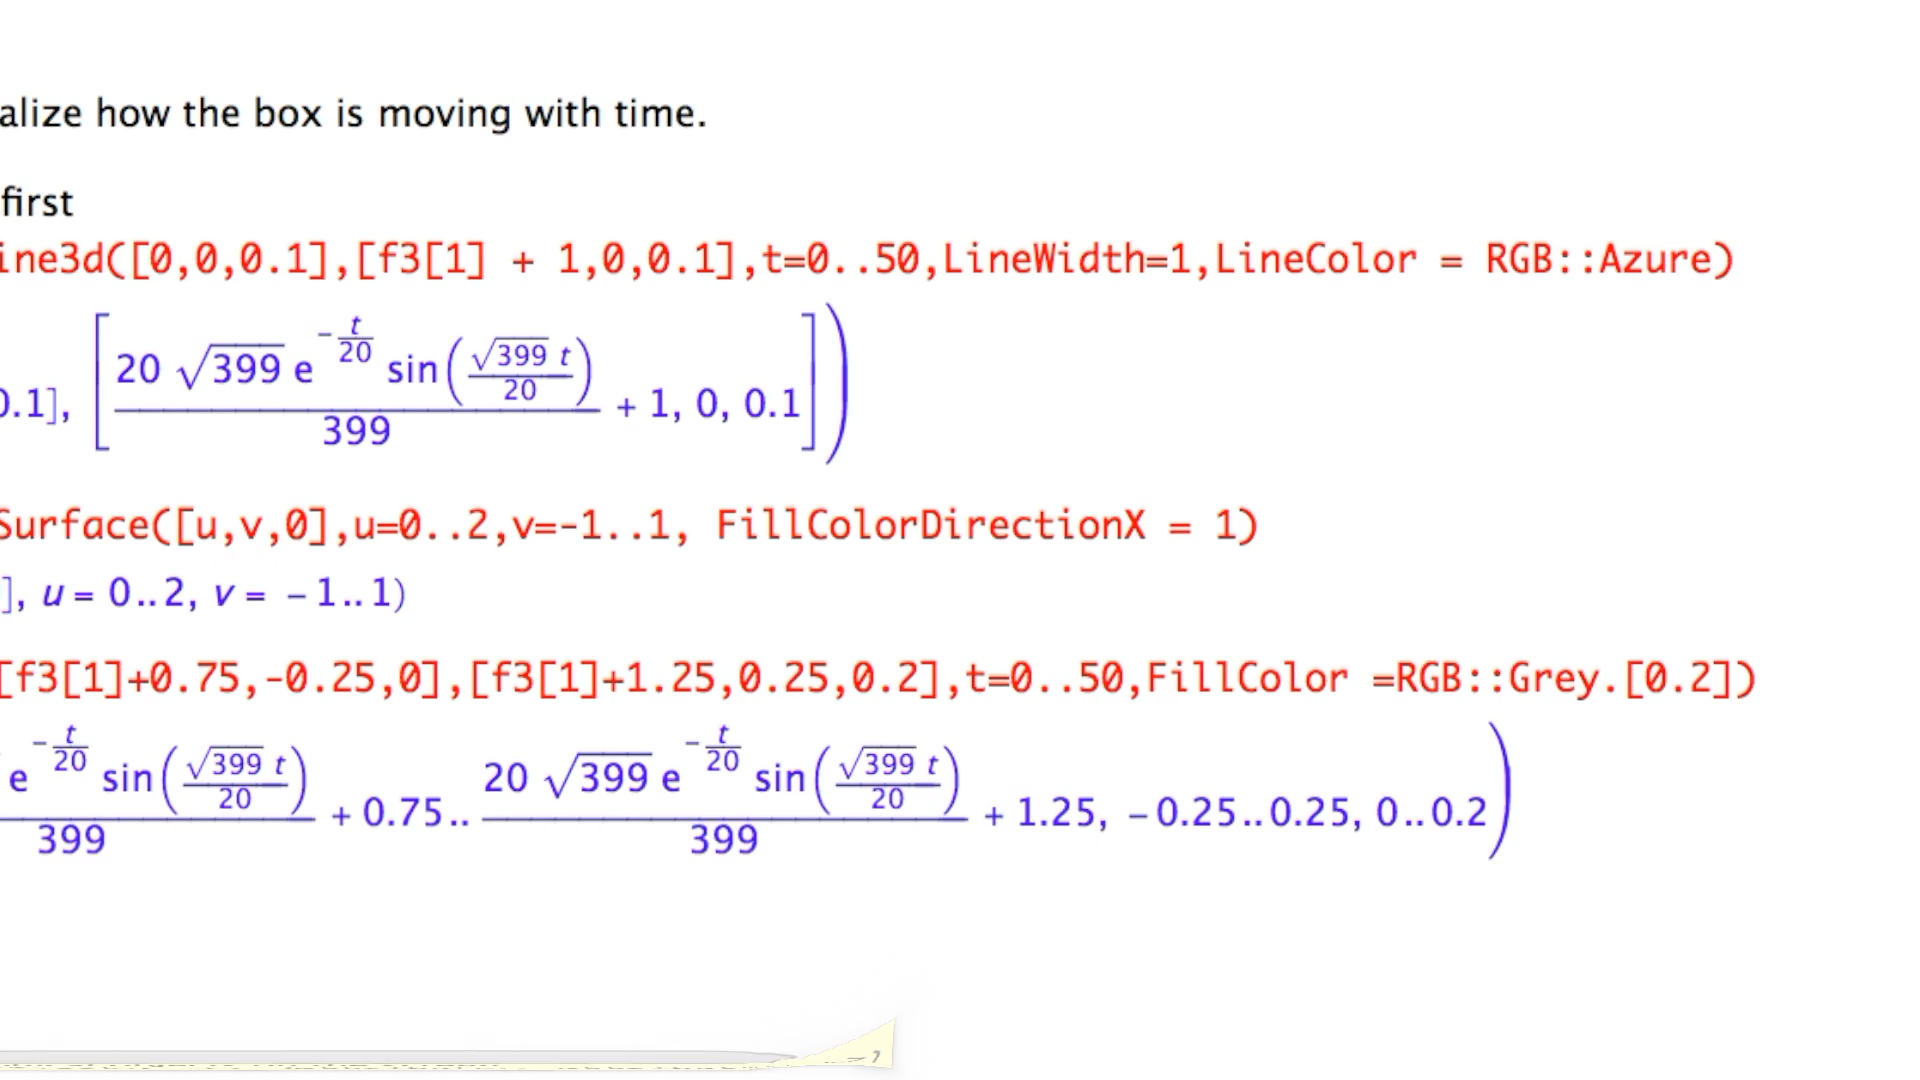 alize how the box is moving with time.
first
ine3d([0,0,0.1],[f3[1] + 1,0,0.1],t=0..50,LineWidth=1,LineColor = RGB::Azure)
0.1], [ 20 √399 e^(-t/20) sin(√399 t / 20) / 399 + 1, 0, 0.1 ] )
Surface([u,v,0],u=0..2,v=-1..1, FillColorDirectionX = 1)
], u = 0..2, v = −1..1)
[f3[1]+0.75,-0.25,0],[f3[1]+1.25,0.25,0.2],t=0..50,FillColor =RGB::Grey.[0.2])
e^(-t/20) sin(√399 t / 20) / 399 + 0.75.. 20 √399 e^(-t/20) sin(√399 t / 20) / 399 + 1.25, −0.25..0.25, 0..0.2 )